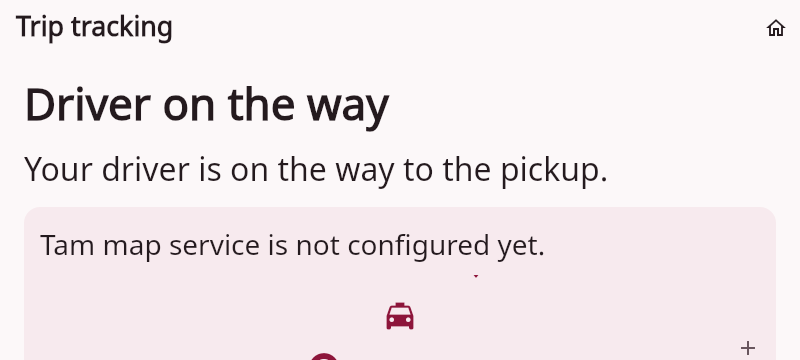 Trip tracking
Driver on the way
Your driver is on the way to the pickup.
Tam map service is not configured yet.